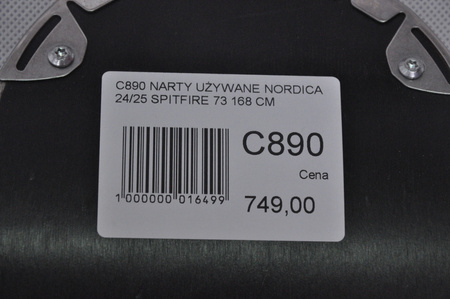 C890 NARTY UŻYWANE NORDICA
24/25 SPITFIRE 73 168 CM
C890
Cena
749,00
1 000000 016499